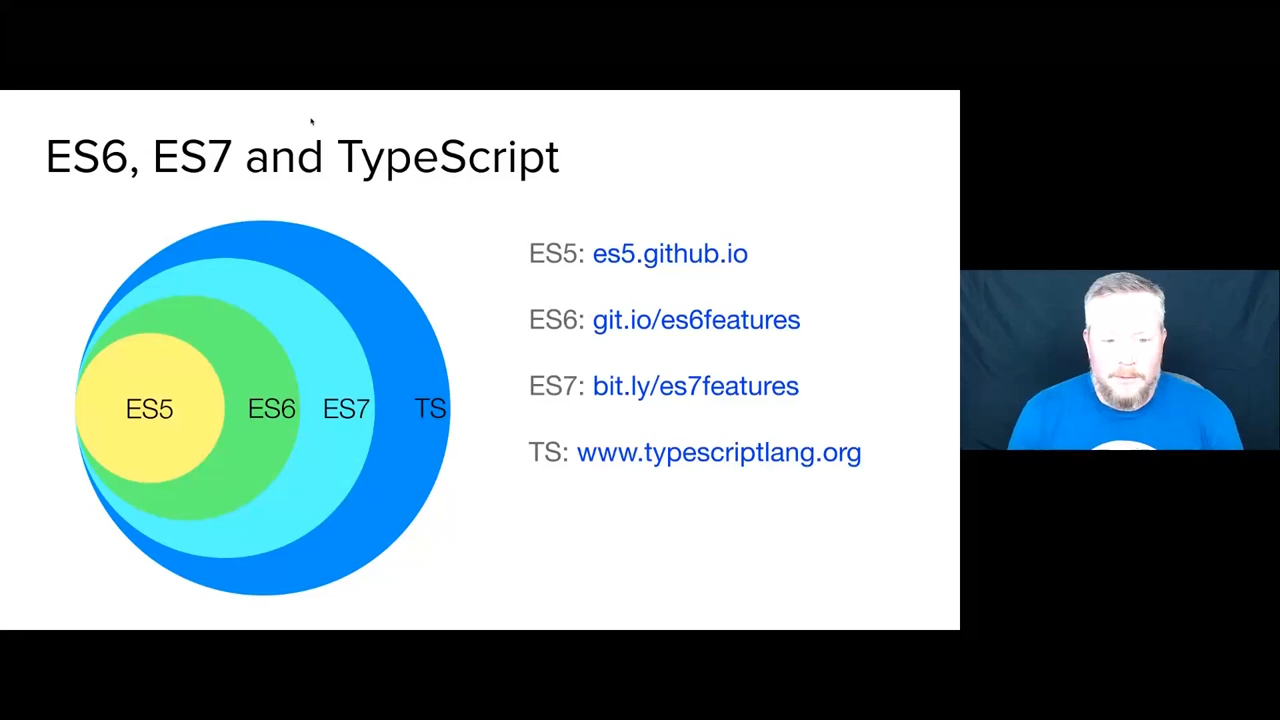 ES6, ES7 and TypeScript
ES5
ES6
ES7
TS
ES5: es5.github.io
ES6: git.io/es6features
ES7: bit.ly/es7features
TS: www.typescriptlang.org